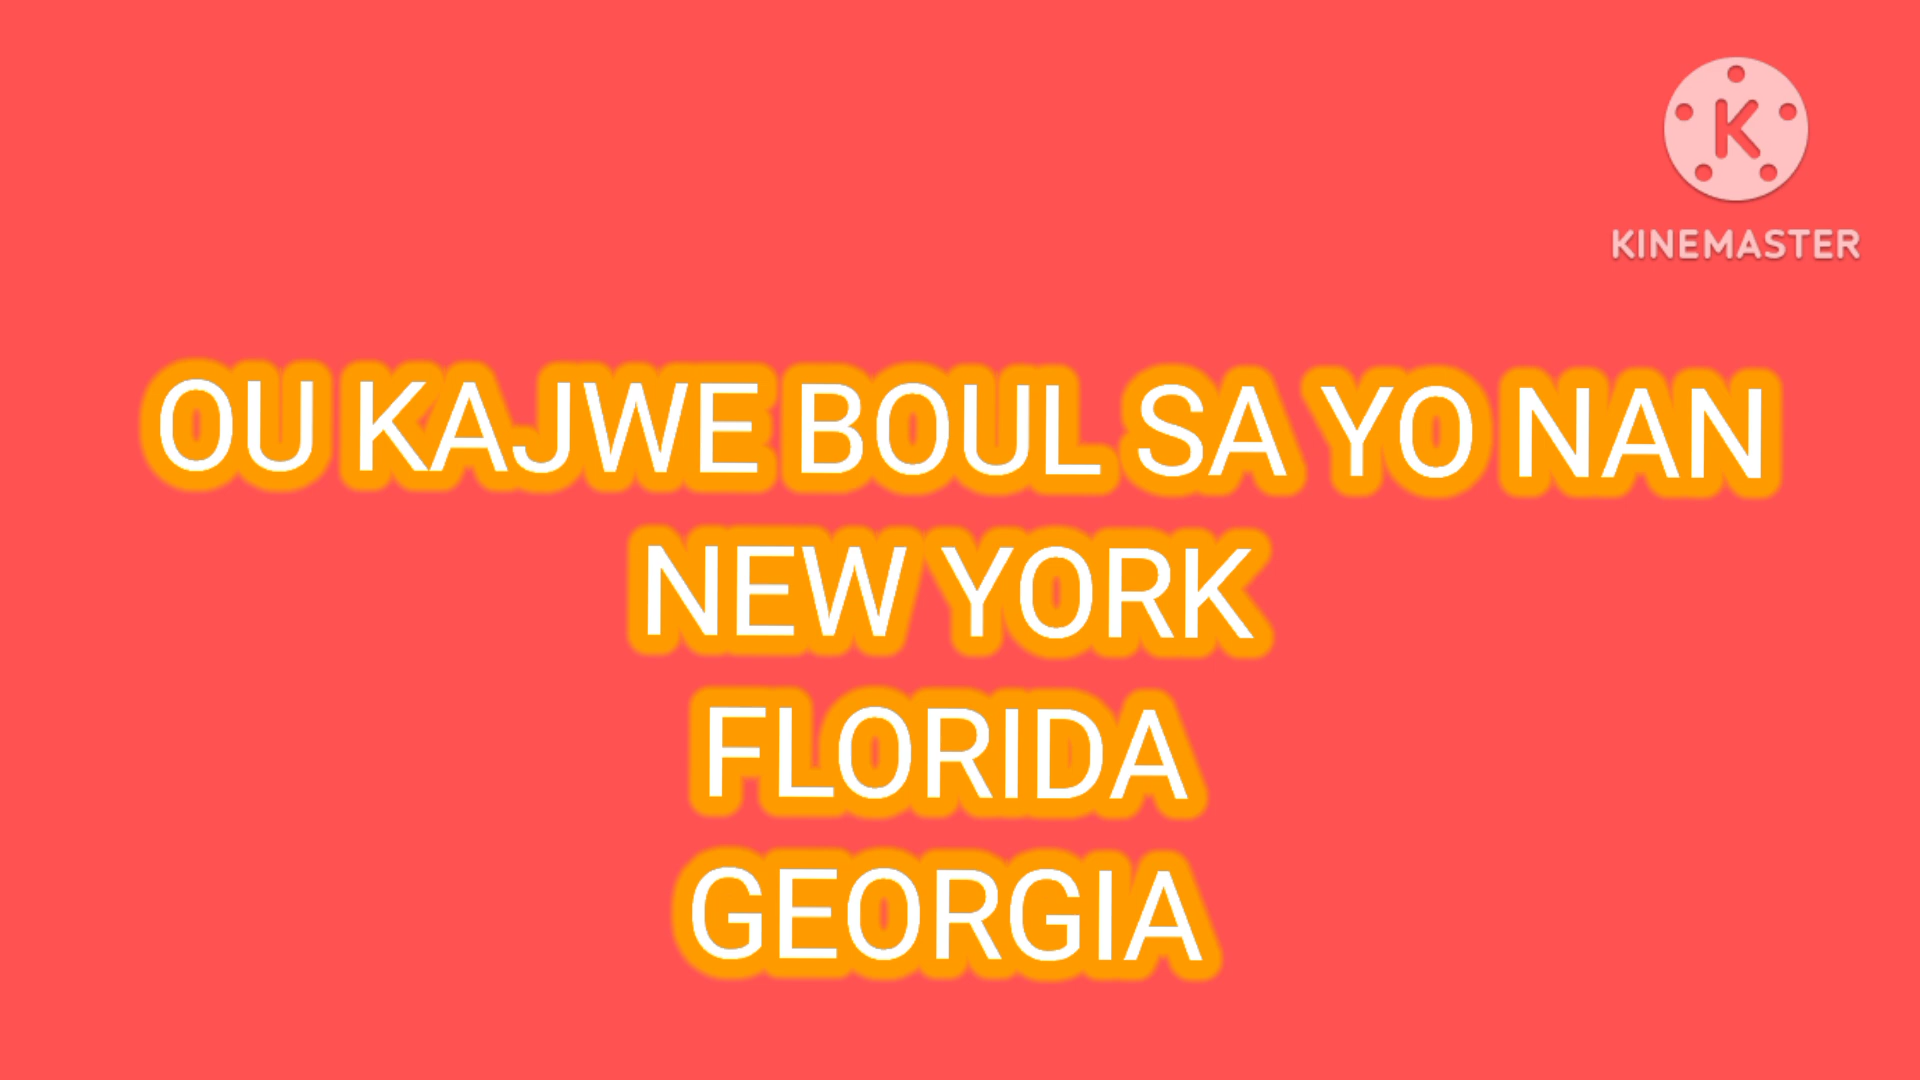 K
KINEMASTER
OU KAJWE BOUL SA YO NAN
NEW YORK
FLORIDA
GEORGIA